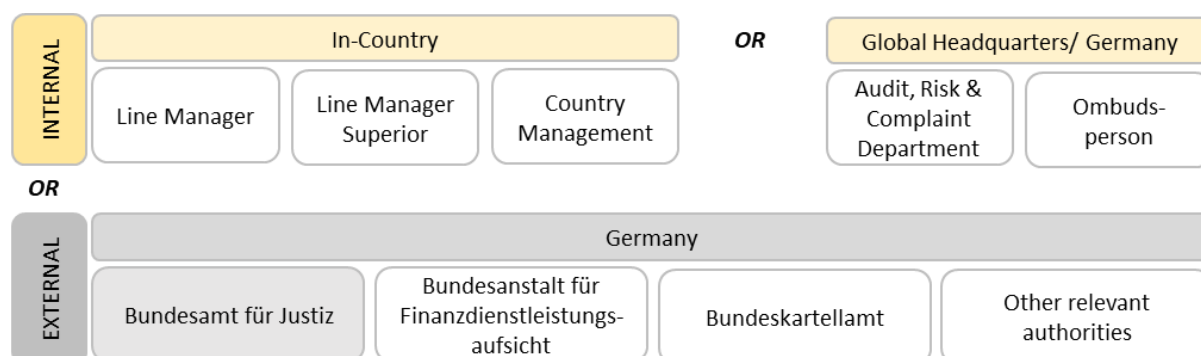 INTERNAL
In-Country
OR
Global Headquarters/ Germany
Line Manager
Line Manager
Superior
Country
Management
Audit, Risk &
Complaint
Department
Ombuds-
person
OR
EXTERNAL
Germany
Bundesamt für Justiz
Bundesanstalt für
Finanzdienstleistungs-
aufsicht
Bundeskartellamt
Other relevant
authorities